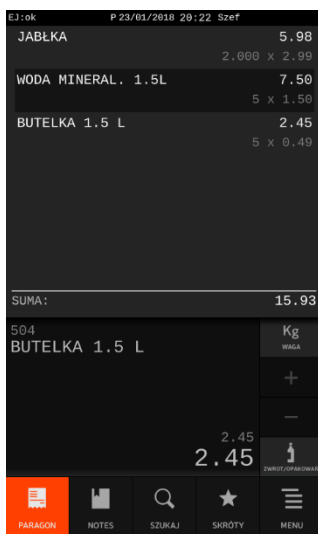 EJ:ok P 23/01/2018 20:22 Szef
JABŁKA 5.98
2.000 x 2.99
WODA MINERAL. 1.5L 7.50
5 x 1.50
BUTELKA 1.5 L 2.45
5 x 0.49
SUMA: 15.93
504
BUTELKA 1.5 L
Kg
WAGA
+
−
2.45
2.45
ZWROT/OPAKOWAŃ
PARAGON NOTES SZUKAJ SKRÓTY MENU